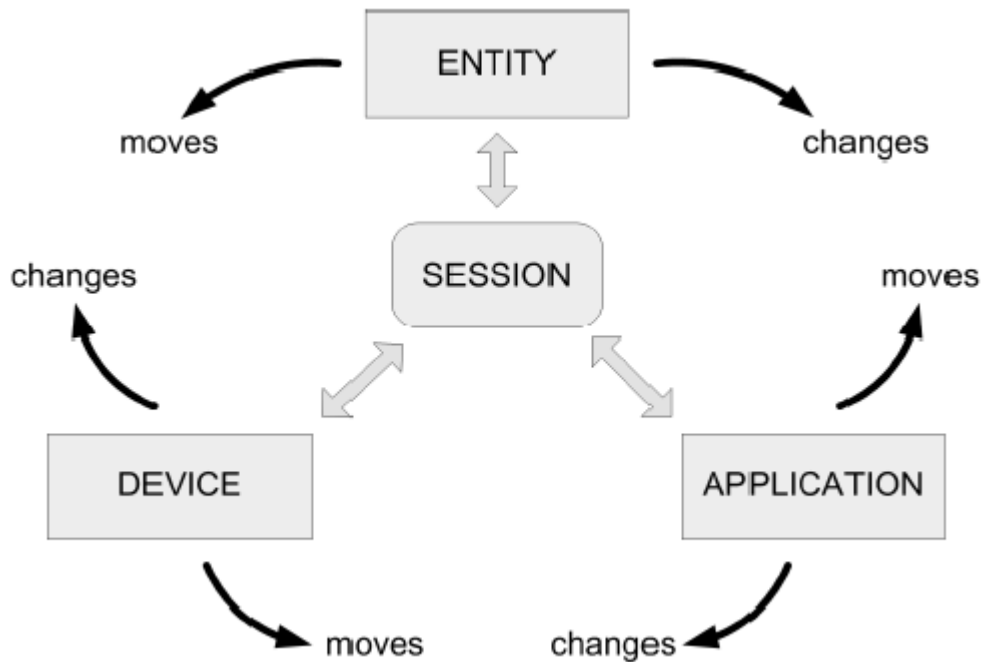 ENTITY
moves
changes
SESSION
changes
moves
DEVICE
APPLICATION
moves
changes